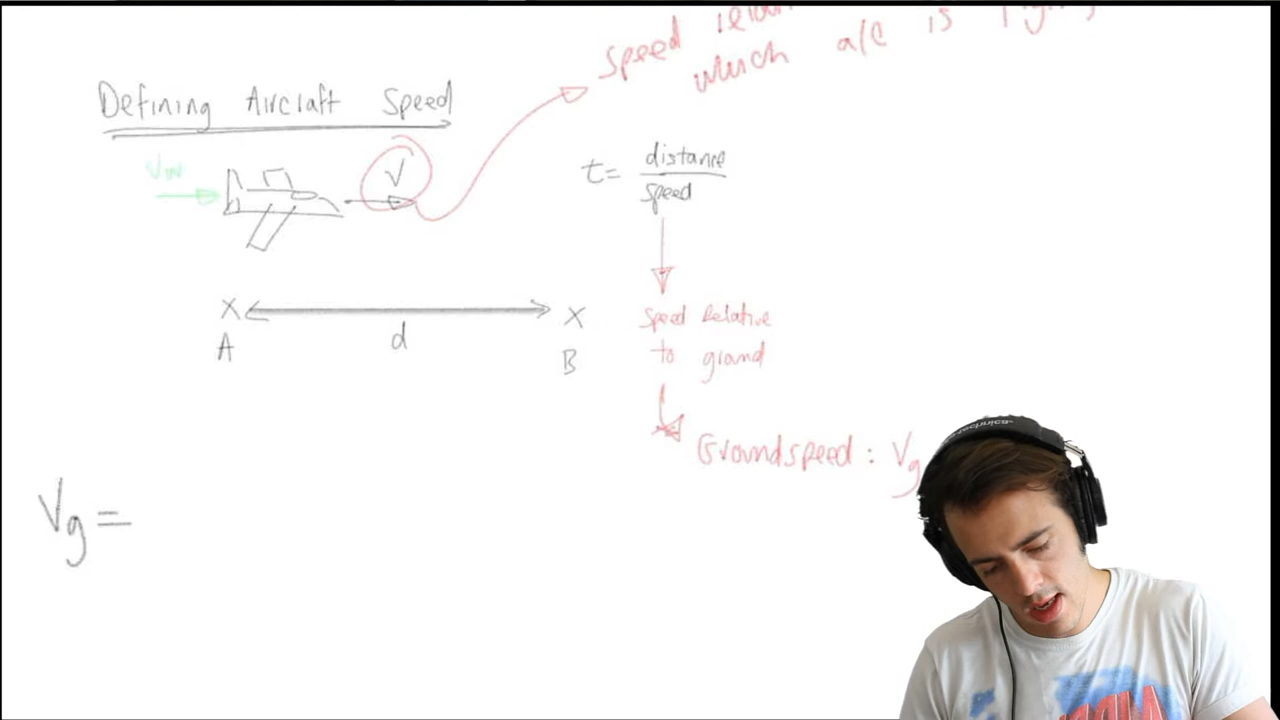 speed
which a/c is
Defining Aircraft Speed
Vw
V
t= distance
speed
d
A
B
Speed Relative
to ground
Groundspeed : Vg
Vg =